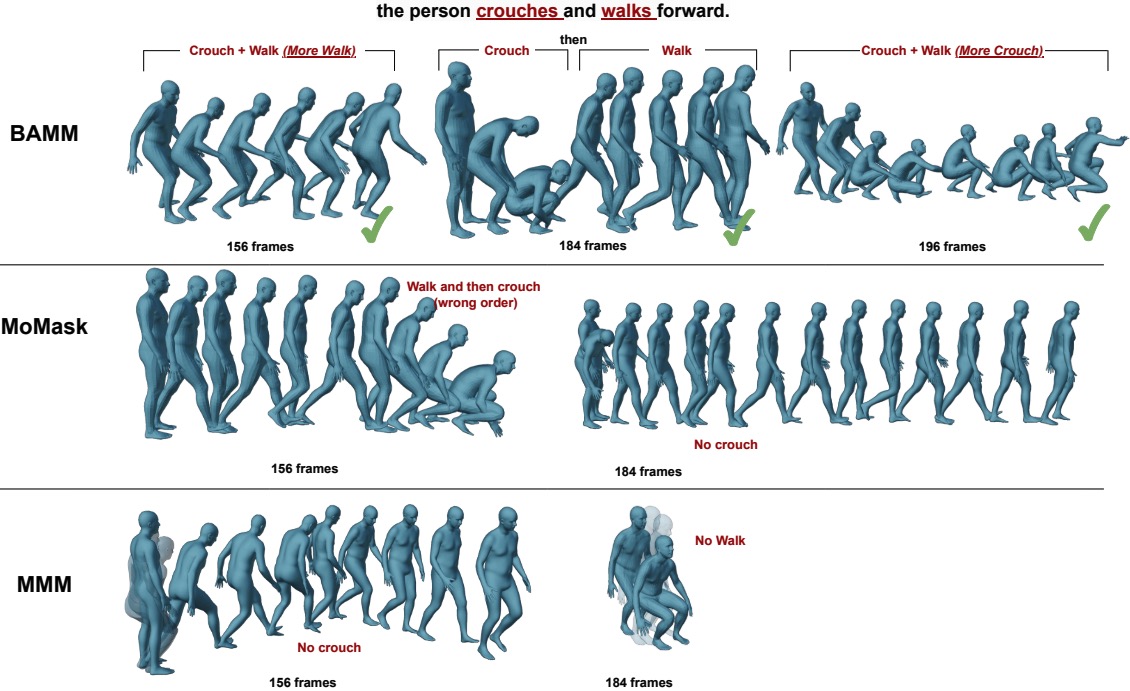 the person crouches and walks forward.
then
Crouch + Walk (More Walk)
Crouch
Walk
Crouch + Walk (More Crouch)
BAMM
156 frames
184 frames
196 frames
MoMask
Walk and then crouch
(wrong order)
No crouch
156 frames
184 frames
MMM
No Walk
No crouch
156 frames
184 frames